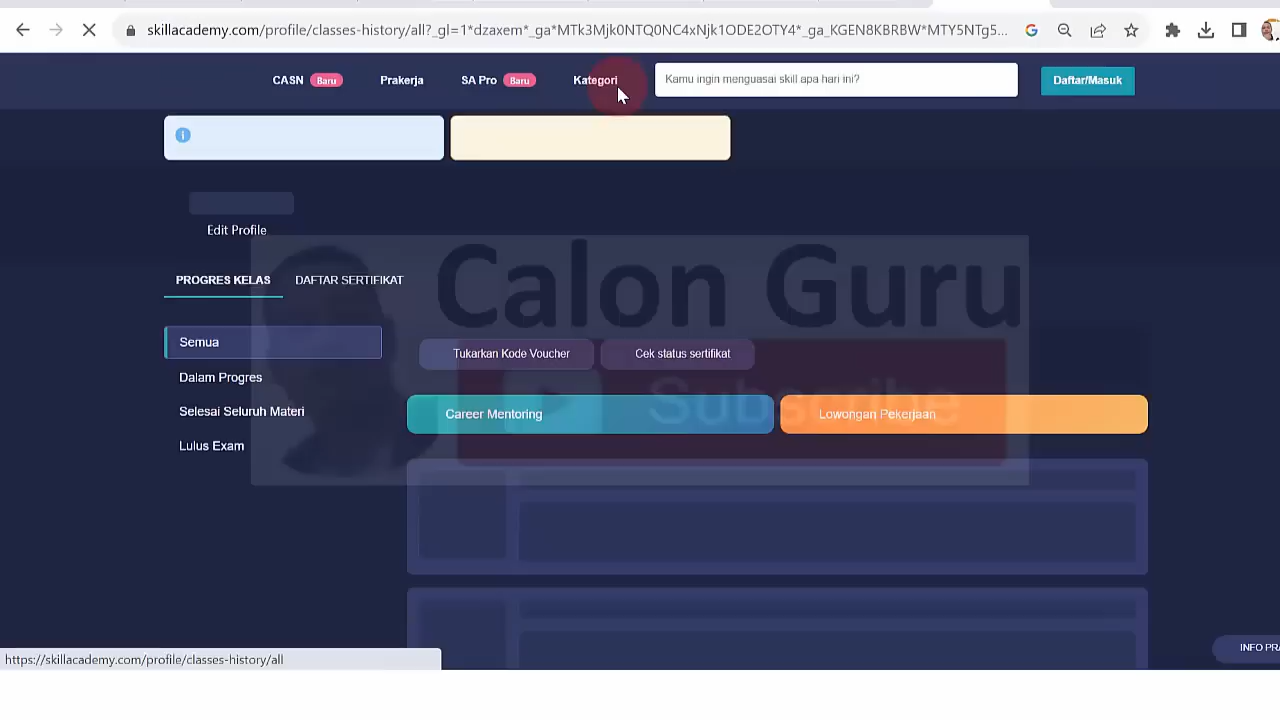 skillacademy.com/profile/classes-history/all?_gl=1*dzaxem*_ga*MTk3Mjk0NTQ0NC4xNjk1ODE2OTY4*_ga_KGEN8KBRBW*MTY5NTg5...
CASN Baru Prakerja SA Pro Baru Kategori Kamu ingin menguasai skill apa hari ini? Daftar/Masuk
Edit Profile
Calon Guru
PROGRES KELAS DAFTAR SERTIFIKAT
Semua
Tukarkan Kode Voucher Cek status sertifikat
Dalam Progres
Subscribe
Selesai Seluruh Materi
Career Mentoring Lowongan Pekerjaan
Lulus Exam
INFO PRA
https://skillacademy.com/profile/classes-history/all